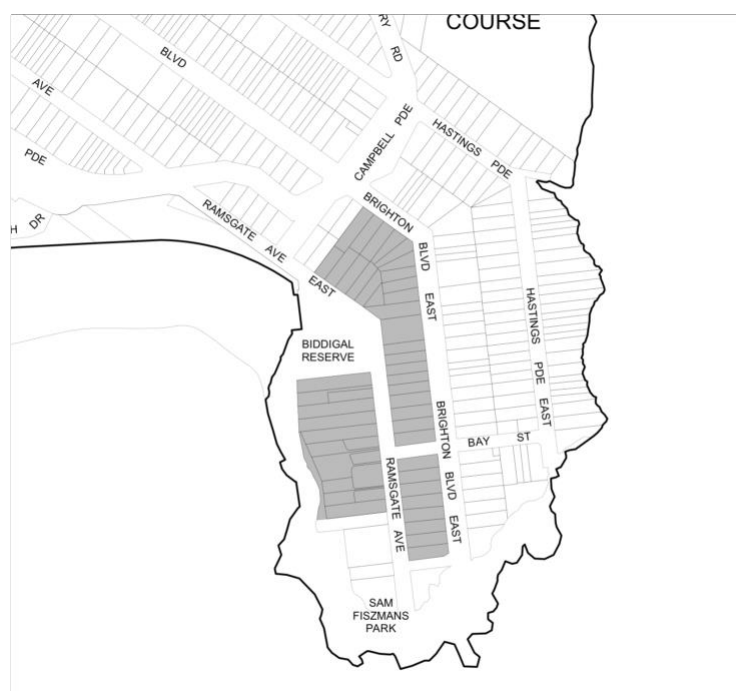 COURSE
RY RD
BLVD
AVE
PDE
H DR
CAMPBELL PDE
HASTINGS PDE
RAMSGATE AVE EAST
BRIGHTON BLVD EAST
HASTINGS PDE EAST
BIDDIGAL
RESERVE
BRIGHTON BLVD EAST
BAY ST
RAMSGATE AVE
SAM
FISZMANS
PARK